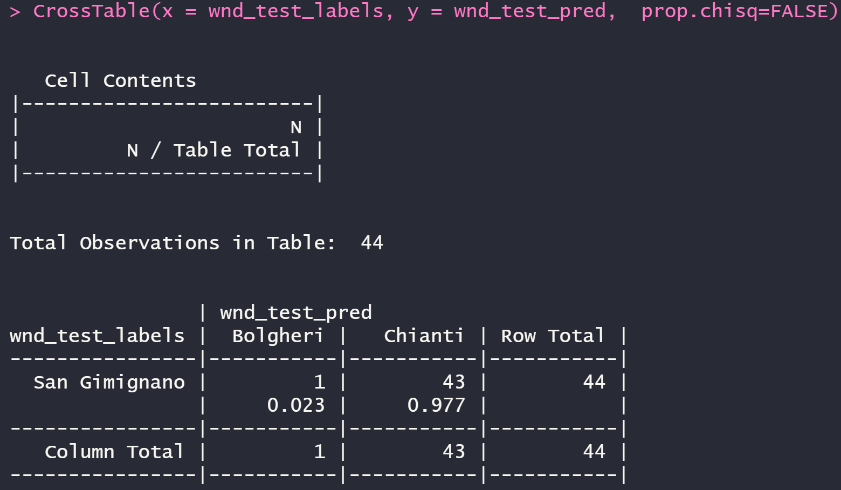 > CrossTable(x = wnd_test_labels, y = wnd_test_pred,  prop.chisq=FALSE)
   Cell Contents
|-------------------------|
|                       N |
|         N / Table Total |
|-------------------------|
Total Observations in Table:  44
                | wnd_test_pred
wnd_test_labels |  Bolgheri |   Chianti | Row Total |
----------------|-----------|-----------|-----------|
  San Gimignano |         1 |        43 |        44 |
                |     0.023 |     0.977 |           |
----------------|-----------|-----------|-----------|
   Column Total |         1 |        43 |        44 |
----------------|-----------|-----------|-----------|